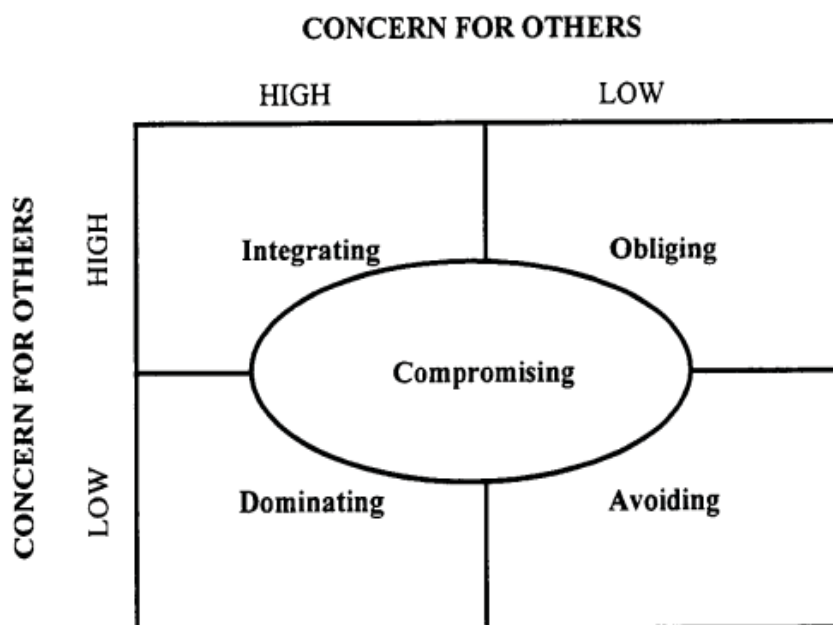 CONCERN FOR OTHERS
HIGH LOW
CONCERN FOR OTHERS
HIGH
LOW
Integrating Obliging
Compromising
Dominating Avoiding